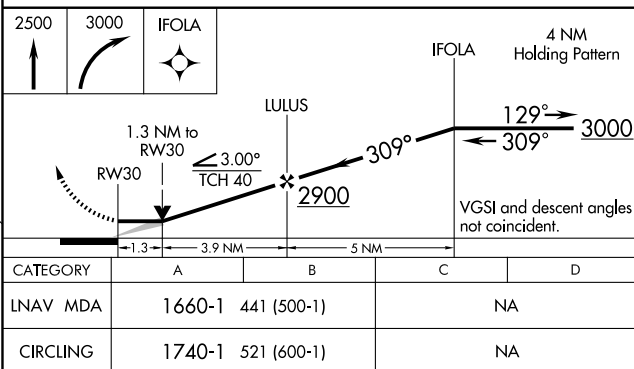 2500 3000 IFOLA
IFOLA
4 NM
Holding Pattern
LULUS
1.3 NM to
RW30
RW30
3.00°
TCH 40
309°
129°
309°
3000
2900
VGSI and descent angles
not coincident.
1.3 3.9 NM 5 NM
CATEGORY A B C D
LNAV MDA 1660-1 441 (500-1) NA
CIRCLING 1740-1 521 (600-1) NA